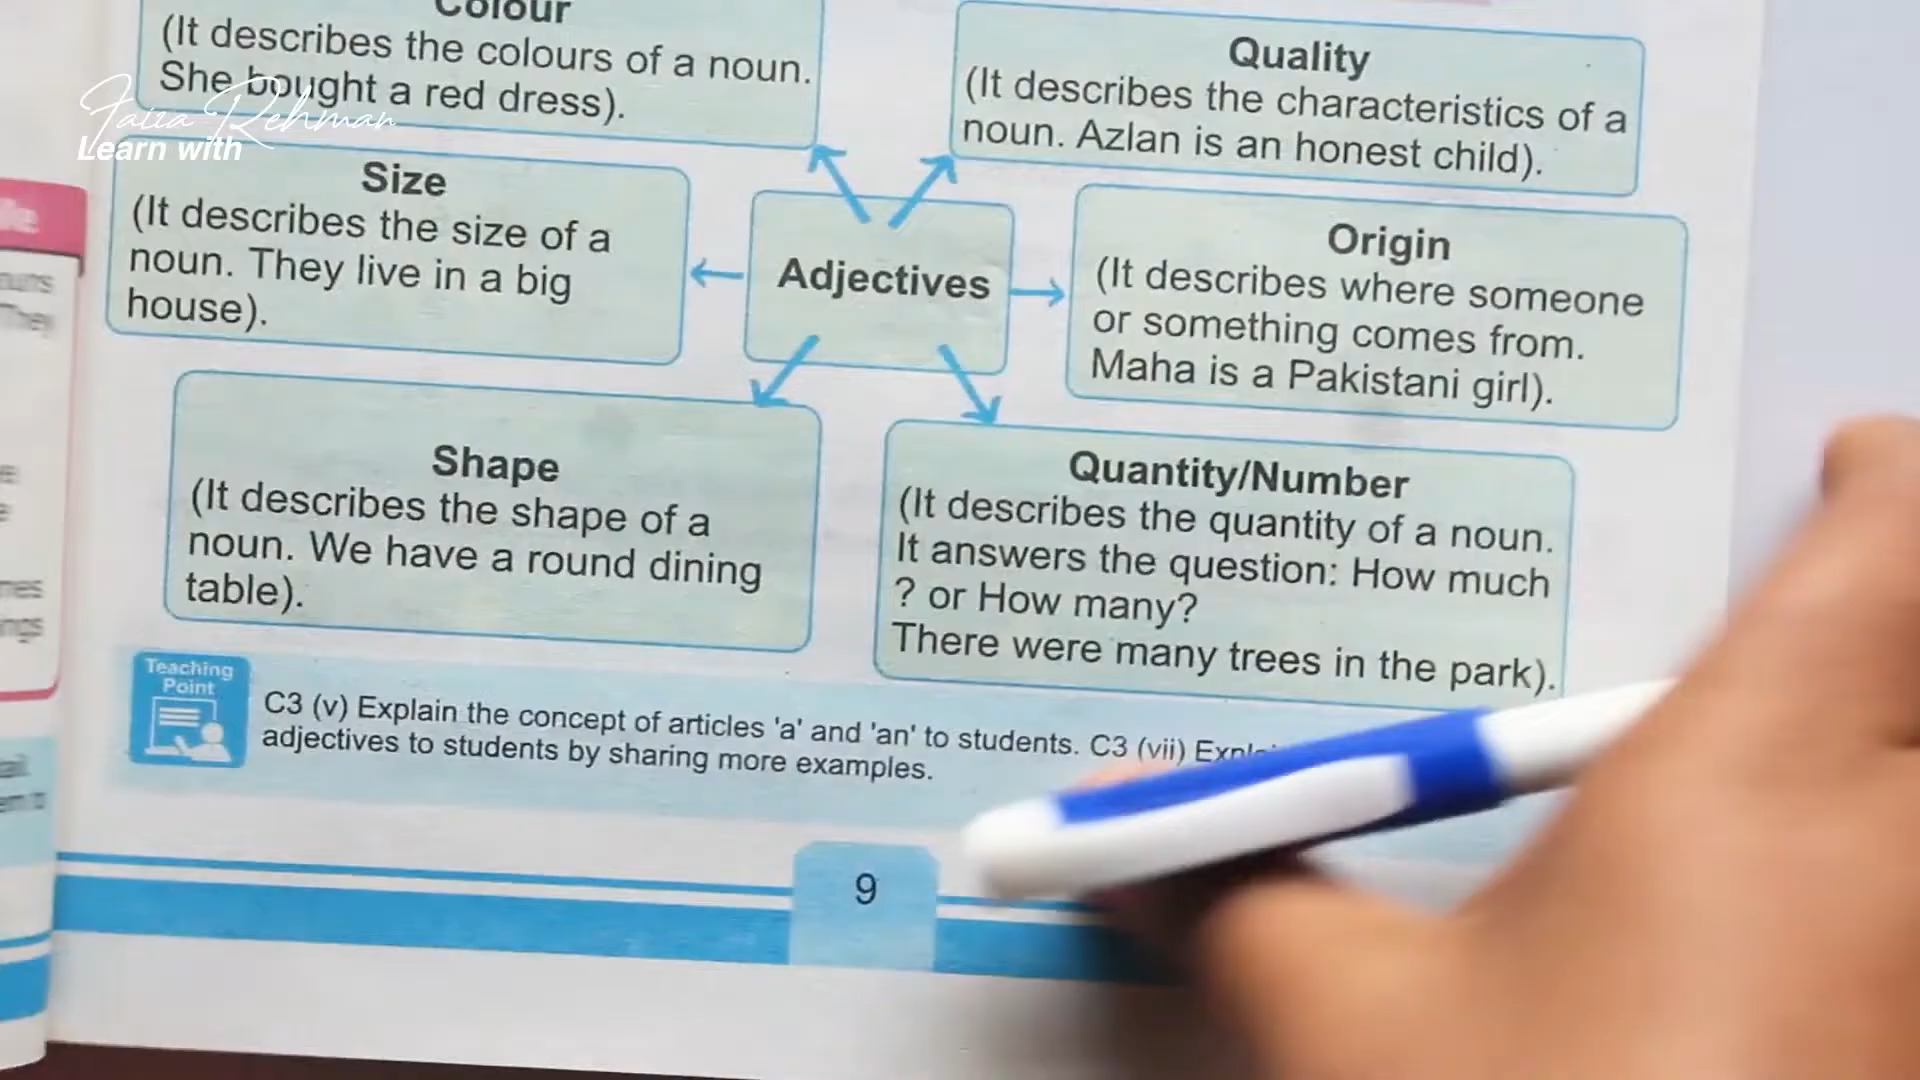 Colour
(It describes the colours of a noun.
She bought a red dress).
Quality
(It describes the characteristics of a
noun. Azlan is an honest child).
Faiza Rehman
Learn with
Size
(It describes the size of a
noun. They live in a big
house).
Adjectives
Origin
(It describes where someone
or something comes from.
Maha is a Pakistani girl).
Shape
(It describes the shape of a
noun. We have a round dining
table).
Quantity/Number
(It describes the quantity of a noun.
It answers the question: How much
? or How many?
There were many trees in the park).
Teaching
Point
C3 (v) Explain the concept of articles 'a' and 'an' to students. C3 (vii)
adjectives to students by sharing more examples.
9